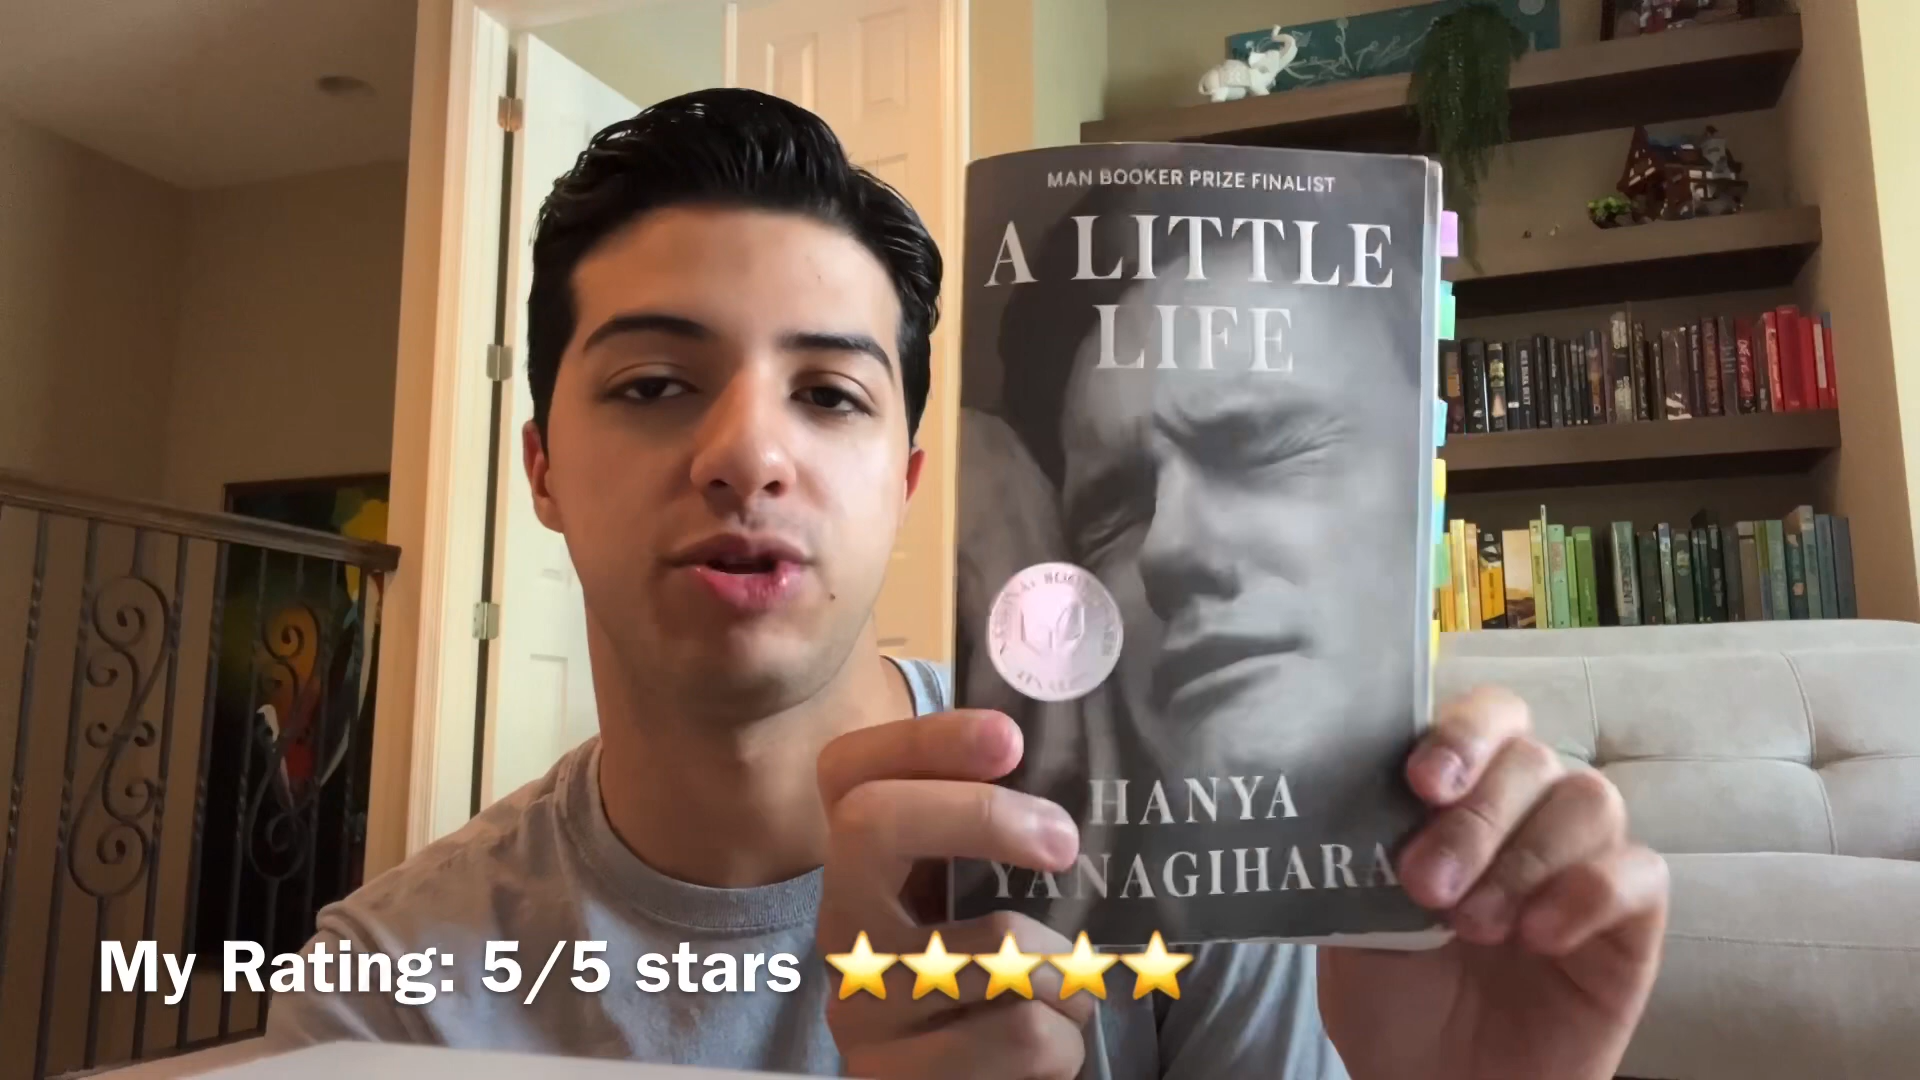 MAN BOOKER PRIZE FINALIST
A LITTLE
LIFE
HANYA
YANAGIHARA
My Rating: 5/5 stars ⭐⭐⭐⭐⭐